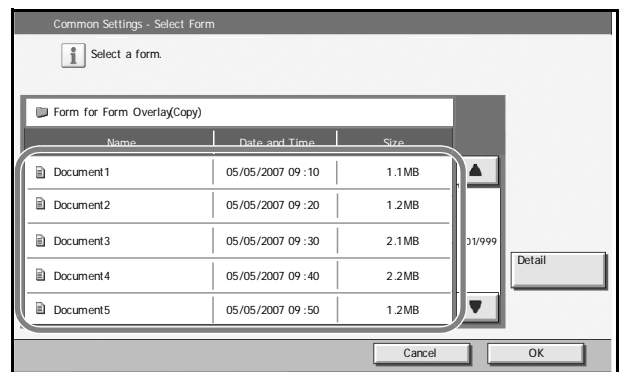 Common Settings - Select Form
Select a form.
Form for Form Overlay(Copy)
Name Date and Time Size
Document1 05/05/2007 09:10 1.1MB
Document2 05/05/2007 09:20 1.2MB
Document3 05/05/2007 09:30 2.1MB
01/999
Document4 05/05/2007 09:40 2.2MB
Detail
Document5 05/05/2007 09:50 1.2MB
Cancel OK